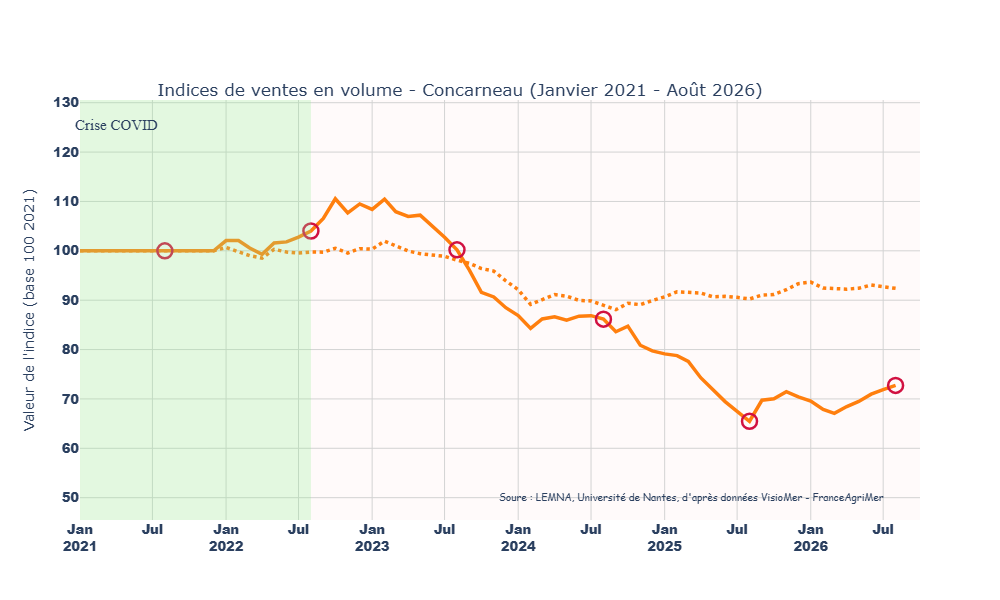 Indices de ventes en volume - Concarneau (Janvier 2021 - Août 2026)
Crise COVID
Valeur de l'indice (base 100 2021)
130
120
110
100
90
80
70
60
50
Soure : LEMNA, Université de Nantes, d'après données VisioMer - FranceAgriMer
Jan Jul Jan Jul Jan Jul Jan Jul Jan Jul Jan Jul
2021 2022 2023 2024 2025 2026